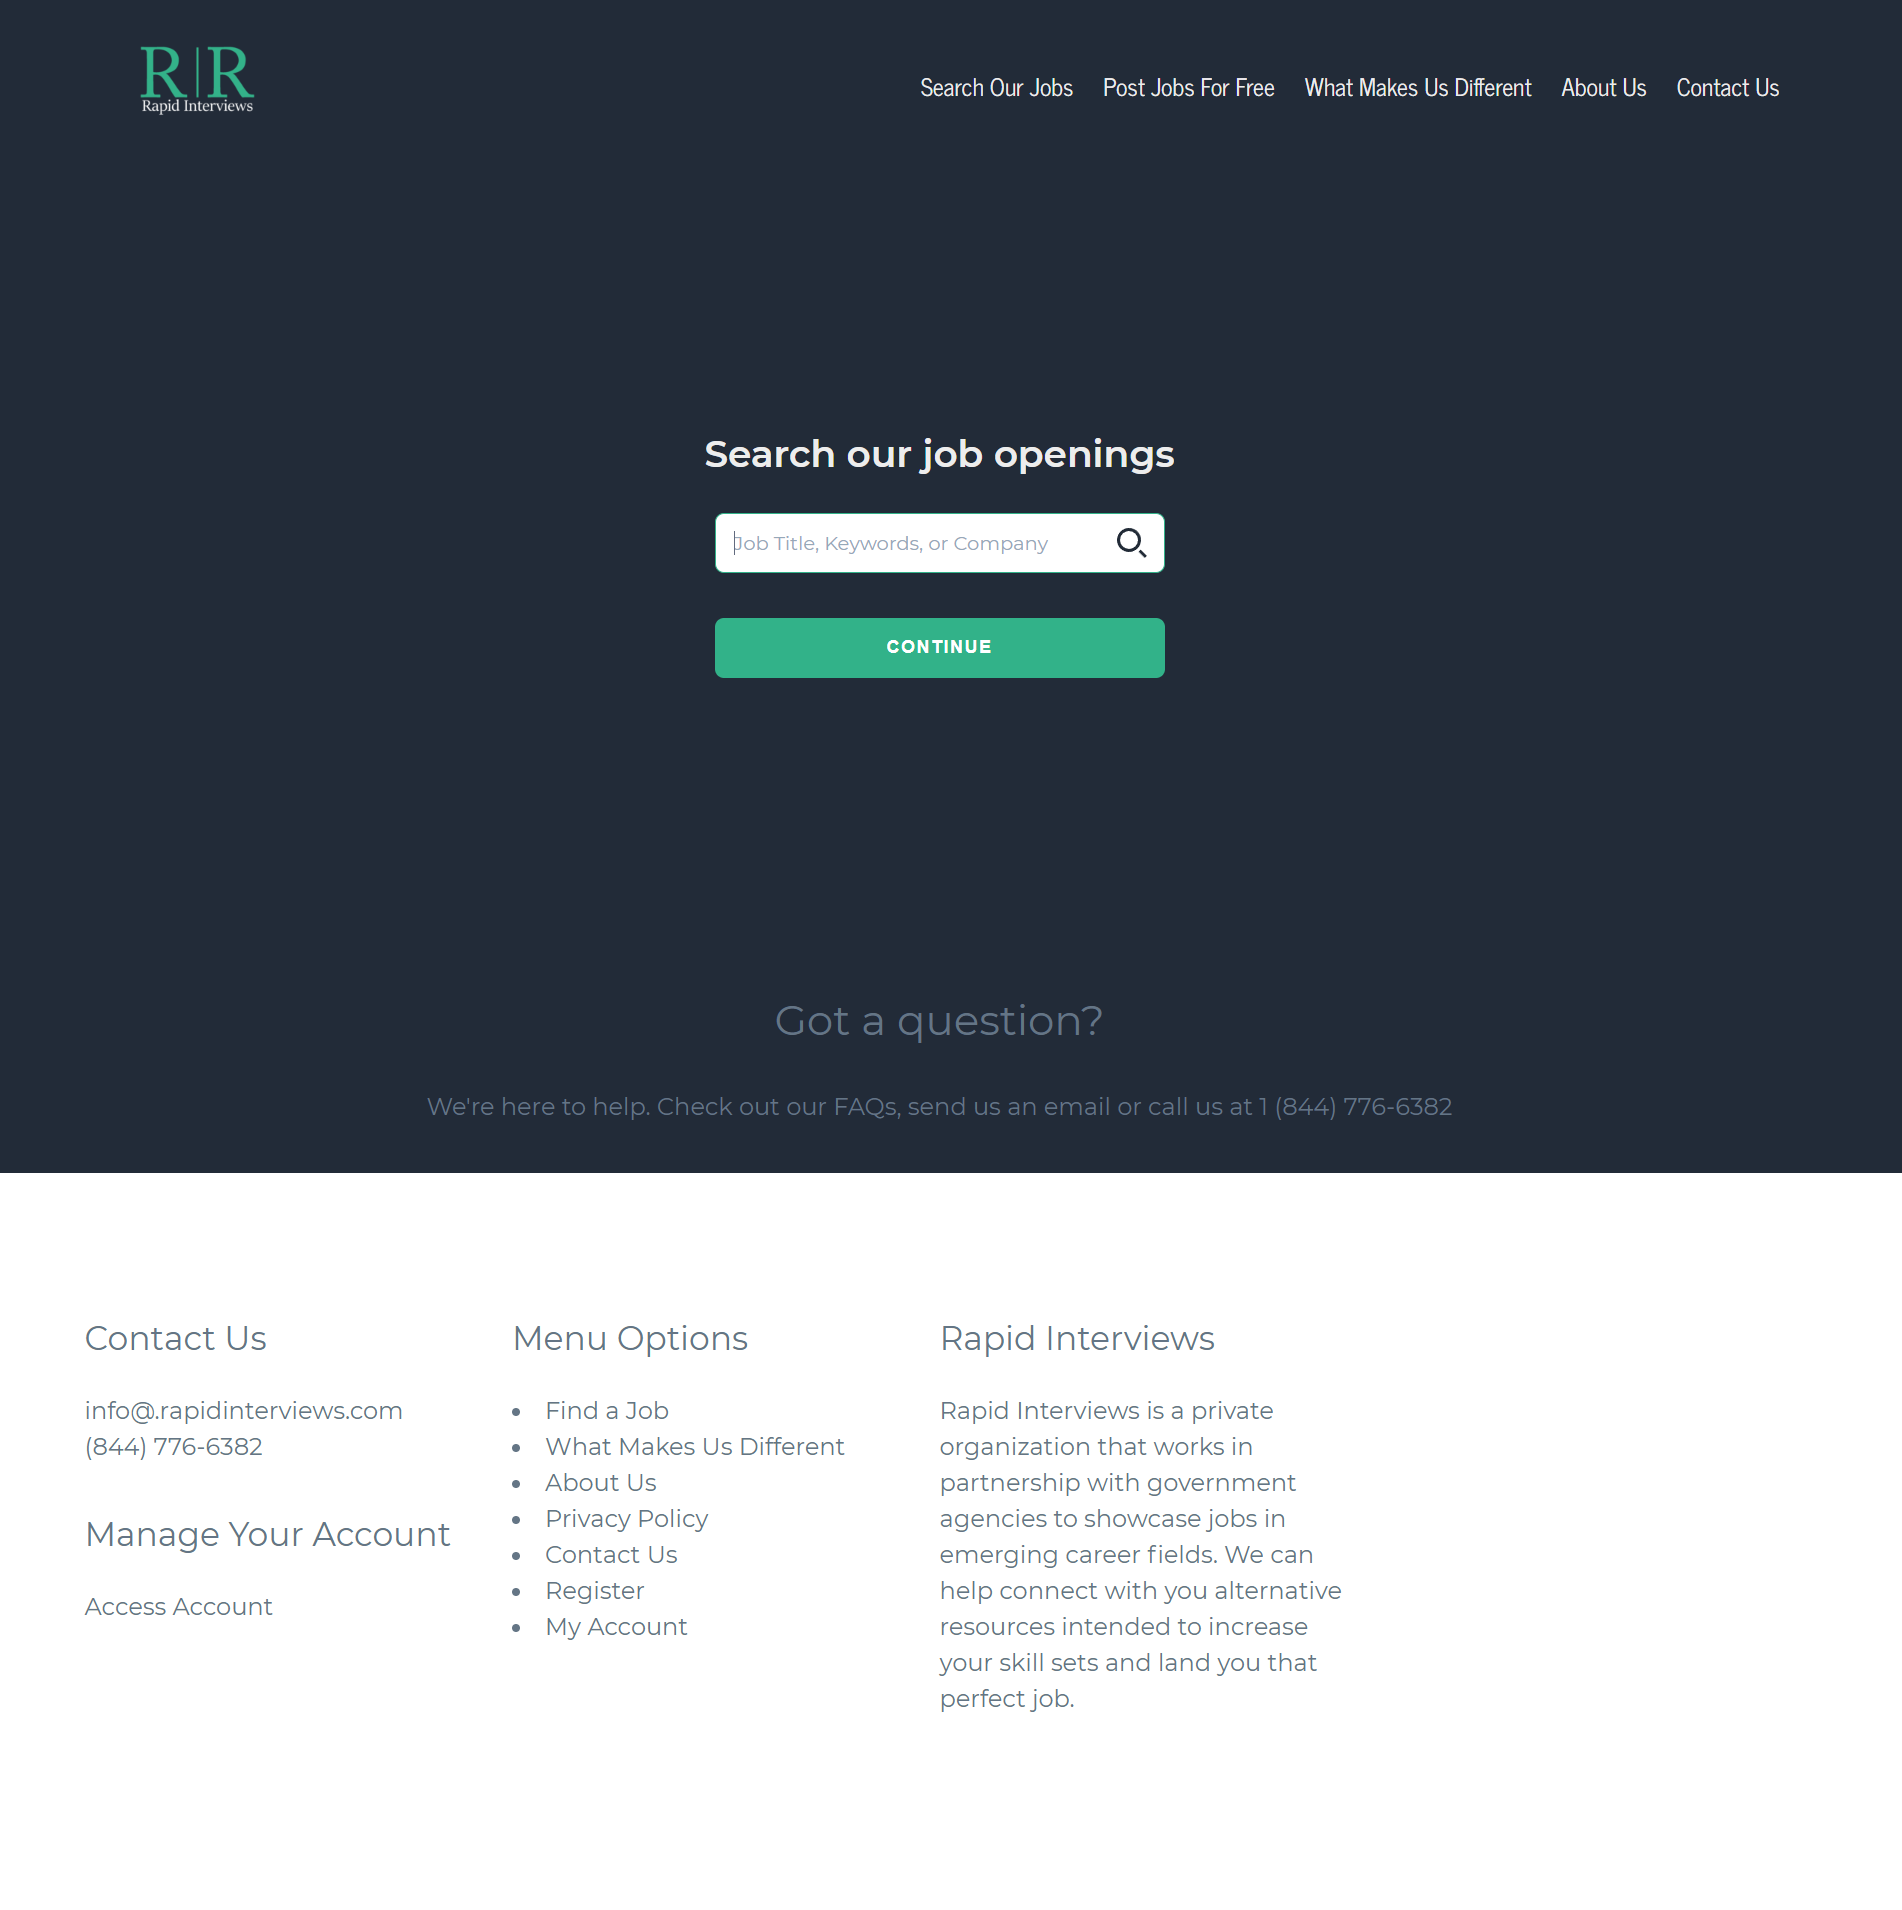 R|R
Rapid Interviews
Search Our Jobs Post Jobs For Free What Makes Us Different About Us Contact Us
Search our job openings
Job Title, Keywords, or Company
CONTINUE
Got a question?
We're here to help. Check out our FAQs, send us an email or call us at 1 (844) 776-6382
Contact Us
info@.rapidinterviews.com
(844) 776-6382
Manage Your Account
Access Account
Menu Options
• Find a Job
• What Makes Us Different
• About Us
• Privacy Policy
• Contact Us
• Register
• My Account
Rapid Interviews
Rapid Interviews is a private
organization that works in
partnership with government
agencies to showcase jobs in
emerging career fields. We can
help connect with you alternative
resources intended to increase
your skill sets and land you that
perfect job.